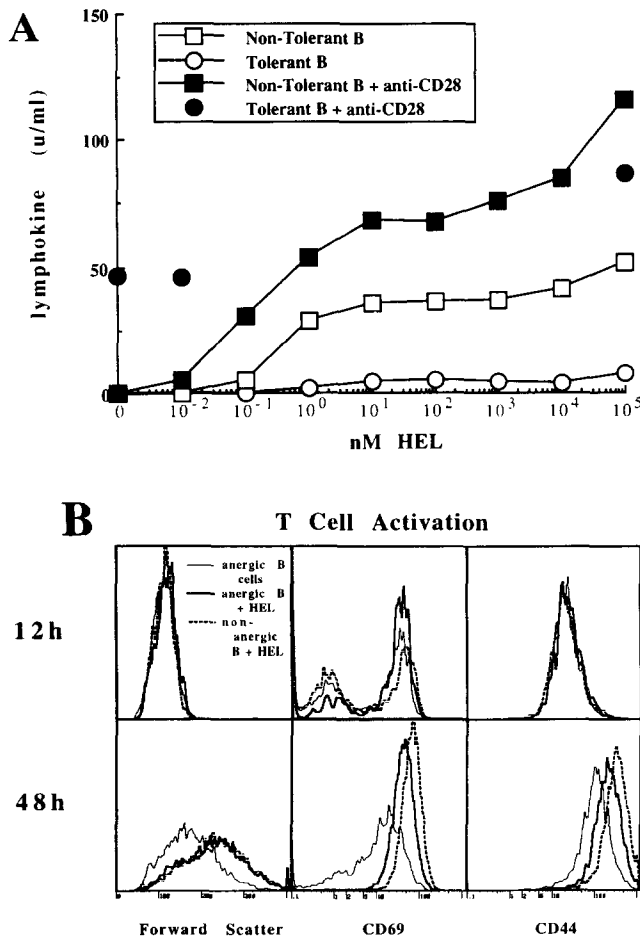 A
150
100
50
0
lymphokine (u/ml)
Non-Tolerant B
Tolerant B
Non-Tolerant B + anti-CD28
Tolerant B + anti-CD28
0 10⁻² 10⁻¹ 10⁰ 10¹ 10² 10³ 10⁴ 10⁵
nM HEL
B
T Cell Activation
12h
anergic B
cells
anergic B
+ HEL
non-
anergic
B + HEL
48h
Forward Scatter CD69 CD44